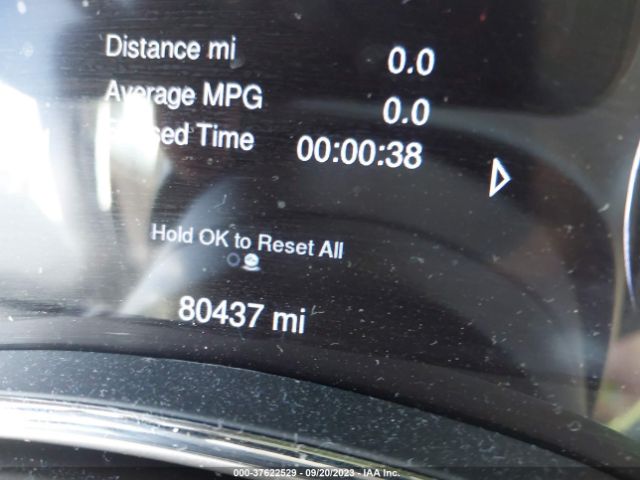 Distance mi 0.0
Average MPG 0.0
Time 00:00:38
Hold OK to Reset All
80437 mi
000-37622529 - 09/20/2023 - IAA Inc.